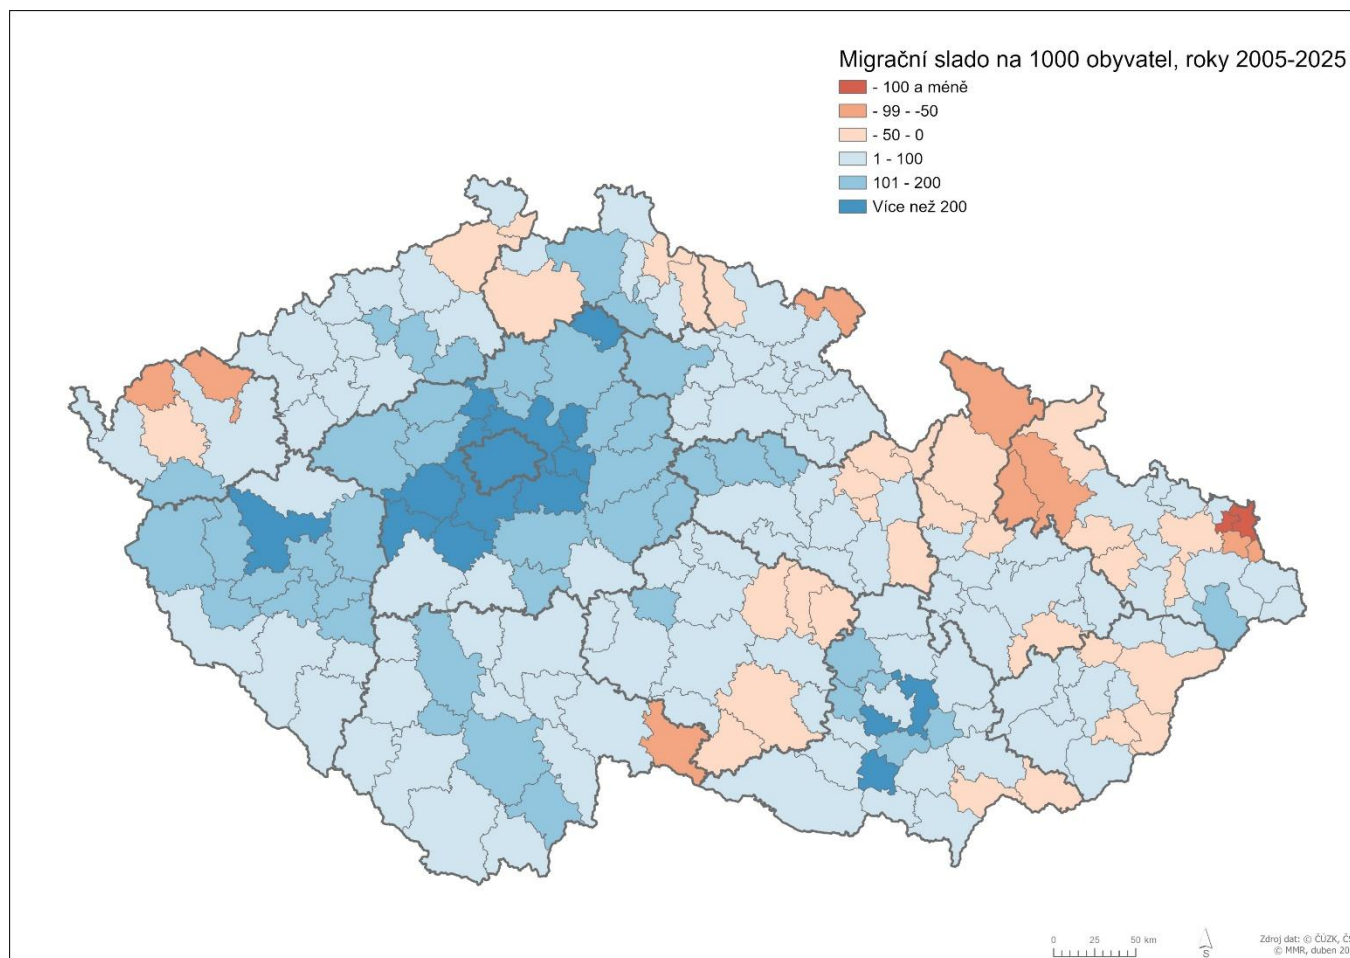 Migrační slado na 1000 obyvatel, roky 2005-2025
- 100 a méně
- 99 - -50
- 50 - 0
1 - 100
101 - 200
Více než 200
0 25 50 km
S
Zdroj dat: © ČÚZK,
© MMR, duben